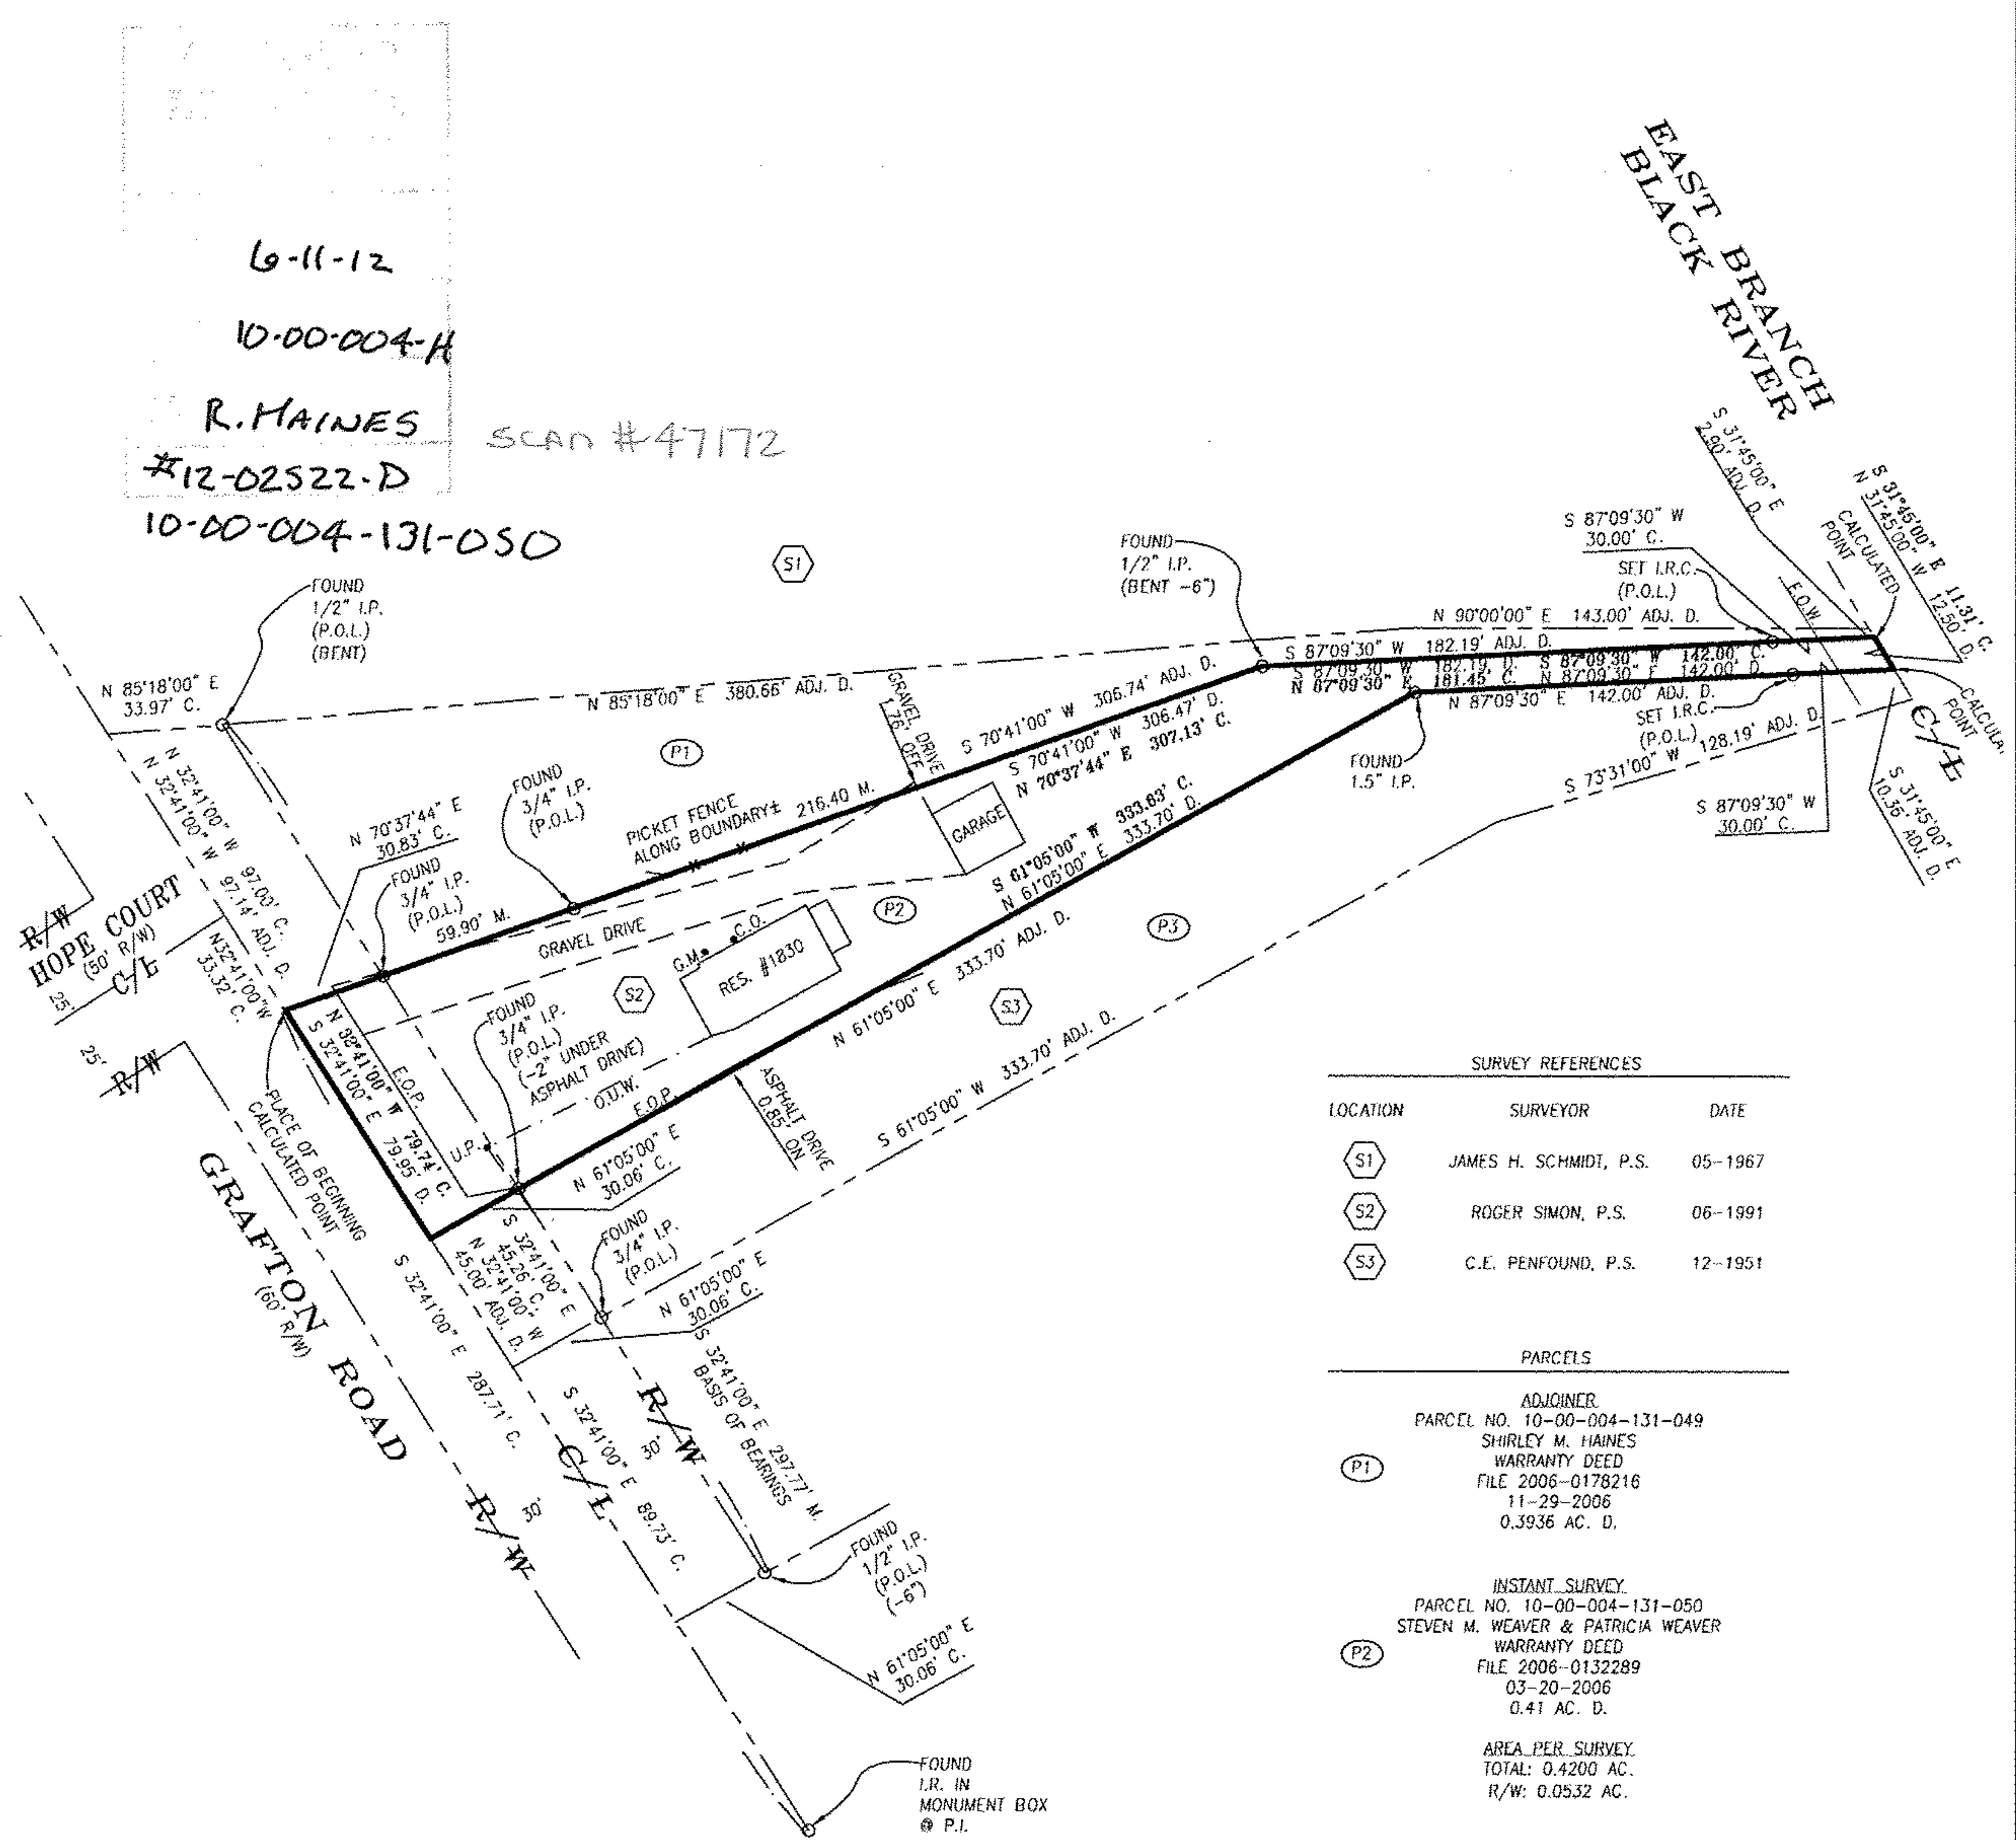 6-11-12
10-00-004-H
R. HAINES
#12-02522-D
10-00-004-131-050
SCAN #47172
EAST BRANCH
BLACK RIVER
S 31°45'00" E
2.90' ADJ. D.
S 31°45'00" E 11.31' C.
N 31°45'00" W 12.50' D.
CALCULATED
POINT
S 87°09'30" W
30.00' C.
SET I.R.C.
(P.O.L.)
E.O.W.
S1
FOUND
1/2" I.P.
(BENT -6")
FOUND
1/2" I.P.
(P.O.L.)
(BENT)
N 90°00'00" E 143.00' ADJ. D.
S 87°09'30" W 182.19' ADJ. D.
S 87°09'30" W 182.19' D. S 87°09'30" W 142.00' C.
N 87°09'30" E 181.45' C. N 87°09'30" E 142.00' D.
N 87°09'30" E 142.00' ADJ. D.
SET I.R.C.
(P.O.L.)
CALCULA
POINT
C/L
S 73°31'00" W 128.19' ADJ. D.
S 87°09'30" W
30.00' C.
S 31°45'00" E
10.36' ADJ. D.
FOUND
1.5" I.P.
N 85°18'00" E
33.97' C.
N 85°18'00" E 380.66' ADJ. D.
P1
GRAVEL DRIVE
1.76' OFF
S 70°41'00" W 306.74' ADJ. D.
S 70°41'00" W 306.47' D.
N 70°37'44" E 307.13' C.
N 32°41'00" W 97.00' C.
N 32°41'00" W 97.14' ADJ. D.
N 32°41'00" W
33.32' C.
N 70°37'44" E
30.83' C.
FOUND
3/4" I.P.
(P.O.L.)
FOUND
3/4" I.P.
(P.O.L.)
59.90' M.
PICKET FENCE
ALONG BOUNDARY± 216.40 M.
GARAGE
S 61°05'00" W 333.63' C.
N 61°05'00" E 333.70' D.
R/W
HOPE COURT
(50' R/W)
C/L
25'
25'
R/W
GRAVEL DRIVE
P2
G.M.
C.O.
RES. #1830
S2
P3
S3
N 61°05'00" E 333.70' ADJ. D.
S 61°05'00" W 333.70' ADJ. D.
N 32°41'00" W 79.74' C.
S 32°41'00" E 79.95' D.
E.O.P.
FOUND
3/4" I.P.
(P.O.L.)
(-2" UNDER
ASPHALT DRIVE)
O.U.W.
E.O.P.
U.P.
ASPHALT DRIVE
0.85' ON
PLACE OF BEGINNING
CALCULATED POINT
GRAFTON ROAD
(60' R/W)
N 61°05'00" E
30.06' C.
S 32°41'00" E
45.26' C.
N 32°41'00" W
45.00' ADJ. D.
FOUND
3/4" I.P.
(P.O.L.)
N 61°05'00" E
30.06' C.
S 32°41'00" E 287.71' C.
S 32°41'00" E 297.77' M.
BASIS OF BEARINGS
S 32°41'00" E 89.73' C.
R/W
30'
C/L
30'
R/W
FOUND
1/2" I.P.
(P.O.L.)
(-6")
N 61°05'00" E
30.06' C.
FOUND
I.R. IN
MONUMENT BOX
@ P.I.
SURVEY REFERENCES
LOCATION SURVEYOR DATE
S1 JAMES H. SCHMIDT, P.S. 05-1967
S2 ROGER SIMON, P.S. 06-1991
S3 C.E. PENFOUND, P.S. 12-1951
PARCELS
ADJOINER
PARCEL NO. 10-00-004-131-049
SHIRLEY M. HAINES
WARRANTY DEED
P1
FILE 2006-0178216
11-29-2006
0.3936 AC. D.
INSTANT SURVEY
PARCEL NO. 10-00-004-131-050
STEVEN M. WEAVER & PATRICIA WEAVER
WARRANTY DEED
P2
FILE 2006-0132289
03-20-2006
0.41 AC. D.
AREA PER SURVEY
TOTAL: 0.4200 AC.
R/W: 0.0532 AC.